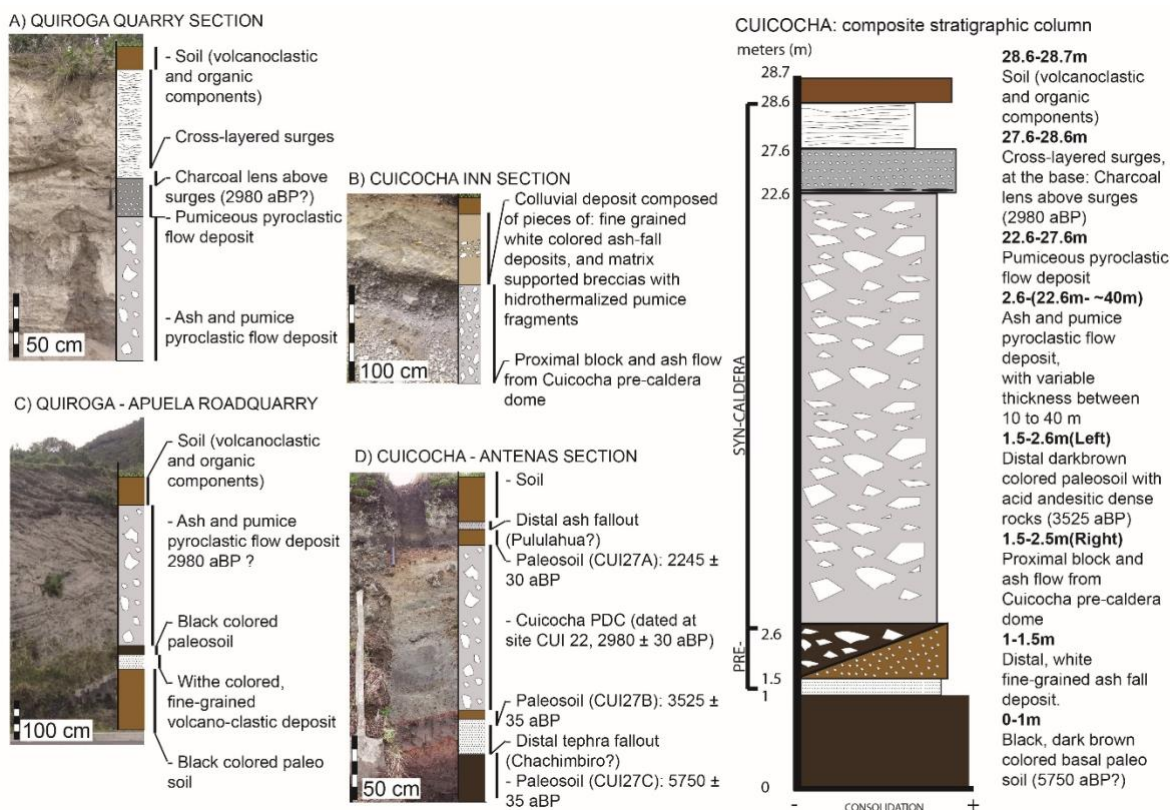 A) QUIROGA QUARRY SECTION
- Soil (volcanoclastic
and organic
components)
Cross-layered surges
Charcoal lens above
surges (2980 aBP?)
- Pumiceous pyroclastic
flow deposit
- Ash and pumice
pyroclastic flow deposit
50 cm
B) CUICOCHA INN SECTION
Colluvial deposit composed
of pieces of: fine grained
white colored ash-fall
deposits, and matrix
supported breccias with
hidrothermalized pumice
fragments
Proximal block and ash flow
from Cuicocha pre-caldera
dome
100 cm
C) QUIROGA - APUELA ROADQUARRY
Soil (volcanoclastic
and organic
components)
- Ash and pumice
pyroclastic flow deposit
2980 aBP ?
Black colored
paleosoil
Withe colored,
fine-grained
volcano-clastic deposit
- Black colored paleo
soil
100 cm
D) CUICOCHA - ANTENAS SECTION
- Soil
Distal ash fallout
(Pululahua?)
- Paleosoil (CUI27A): 2245 ±
30 aBP
- Cuicocha PDC (dated at
site CUI 22, 2980 ± 30 aBP)
Paleosoil (CUI27B): 3525 ±
35 aBP
- Distal tephra fallout
(Chachimbiro?)
- Paleosoil (CUI27C): 5750 ±
35 aBP
50 cm
CUICOCHA: composite stratigraphic column
meters (m)
28.7
28.6
27.6
22.6
2.6
1.5
1
0
SYN-CALDERA
PRE-
- CONSOLIDATION +
28.6-28.7m
Soil (volcanoclastic
and organic
components)
27.6-28.6m
Cross-layered surges,
at the base: Charcoal
lens above surges
(2980 aBP)
22.6-27.6m
Pumiceous pyroclastic
flow deposit
2.6-(22.6m- ~40m)
Ash and pumice
pyroclastic flow
deposit,
with variable
thickness between
10 to 40 m
1.5-2.6m(Left)
Distal darkbrown
colored paleosoil with
acid andesitic dense
rocks (3525 aBP)
1.5-2.5m(Right)
Proximal block and
ash flow from
Cuicocha pre-caldera
dome
1-1.5m
Distal, white
fine-grained ash fall
deposit.
0-1m
Black, dark brown
colored basal paleo
soil (5750 aBP?)